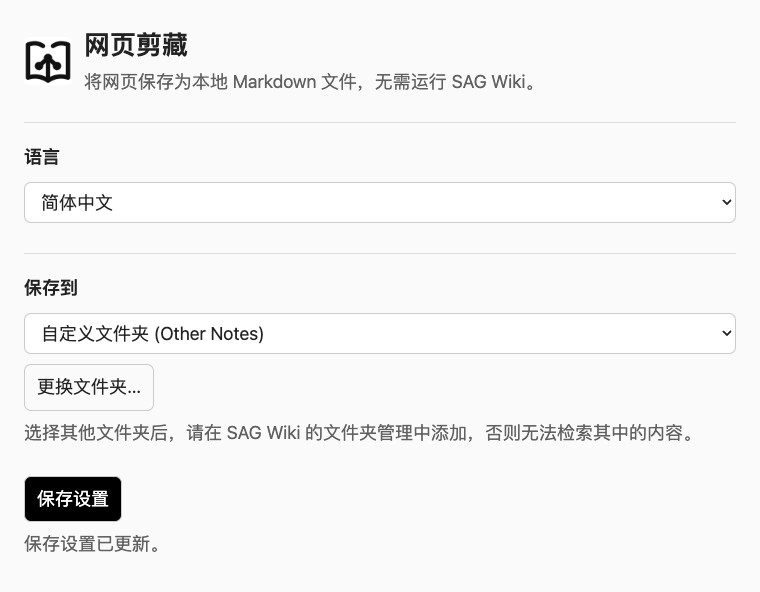 网页剪藏
将网页保存为本地 Markdown 文件，无需运行 SAG Wiki。
语言
简体中文
保存到
自定义文件夹 (Other Notes)
更换文件夹...
选择其他文件夹后，请在 SAG Wiki 的文件夹管理中添加，否则无法检索其中的内容。
保存设置
保存设置已更新。